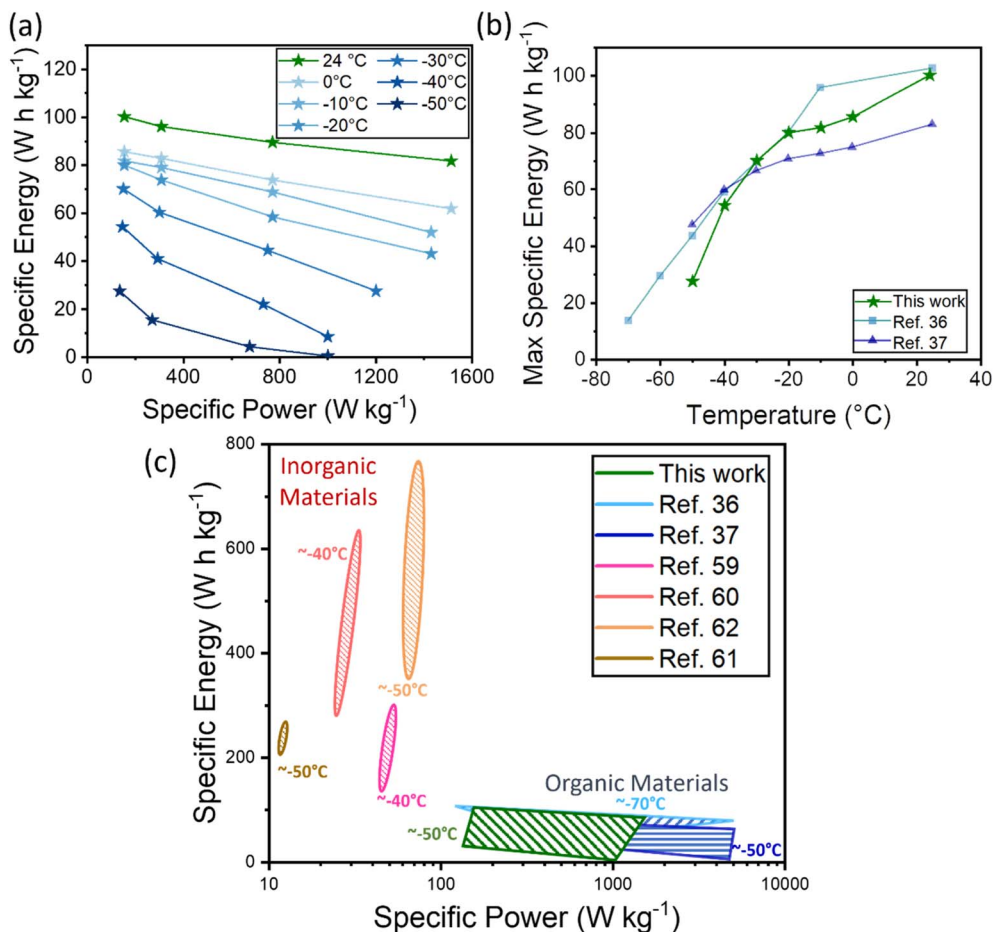 (a)
Specific Energy (W h kg-1)
120
100
80
60
40
20
0
24 °C
0°C
-10°C
-20°C
-30°C
-40°C
-50°C
0
400
800
1200
1600
Specific Power (W kg-1)
(b)
Max Specific Energy (W h kg-1)
100
80
60
40
20
0
This work
Ref. 36
Ref. 37
-80
-60
-40
-20
0
20
40
Temperature (°C)
(c)
Specific Energy (W h kg-1)
800
600
400
200
0
Inorganic
Materials
~-40°C
~-50°C
~-50°C
~-40°C
This work
Ref. 36
Ref. 37
Ref. 59
Ref. 60
Ref. 62
Ref. 61
Organic Materials
~-70°C
~-50°C
~-50°C
10
100
1000
10000
Specific Power (W kg-1)